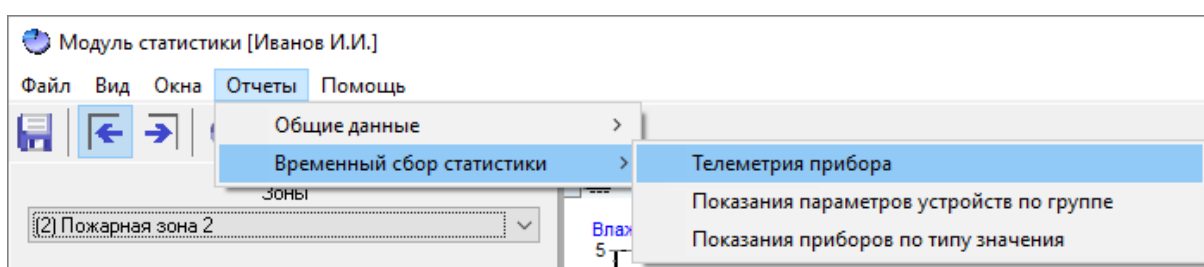 Модуль статистики [Иванов И.И.]
Файл Вид Окна Отчеты Помощь
Общие данные
Временный сбор статистики
Телеметрия прибора
Зоны
Показания параметров устройств по группе
(2) Пожарная зона 2
Показания приборов по типу значения
5